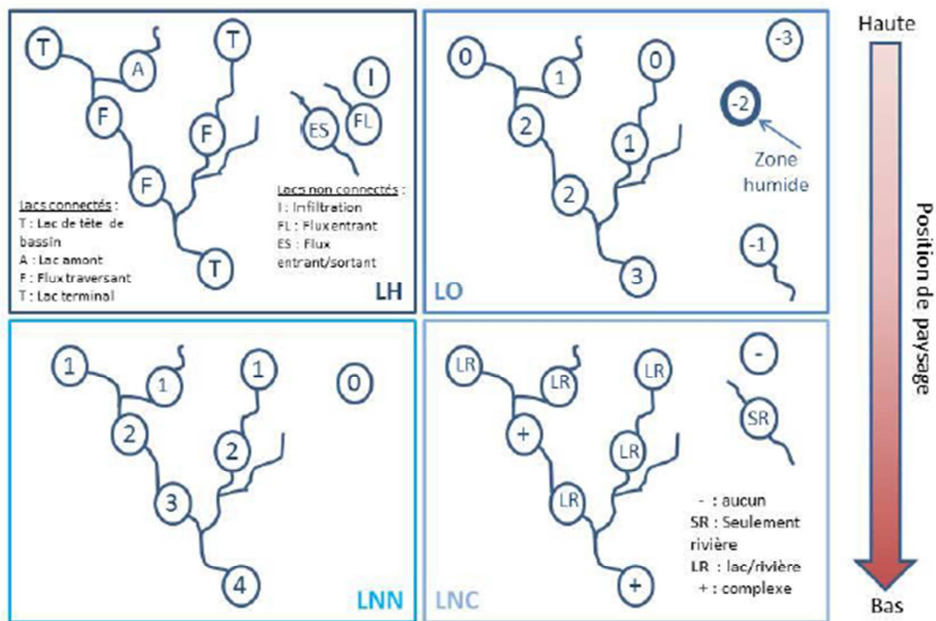 T
A
T
I
F
F
ES
FL
F
T
Lacs connectés :
T : Lac de tête de
bassin
A : Lac amont
F : Flux traversant
T : Lac terminal
Lacs non connectés :
I : Infiltration
FL : Flux entrant
ES : Flux
entrant/sortant
LH
0
1
0
-3
-2
2
1
2
Zone
humide
-1
3
LO
1
1
1
0
2
2
3
4
LNN
LR
LR
LR
-
+
LR
SR
LR
+
- : aucun
SR : Seulement
rivière
LR : lac/rivière
+ : complexe
LNC
Haute
Position de paysage
Bas